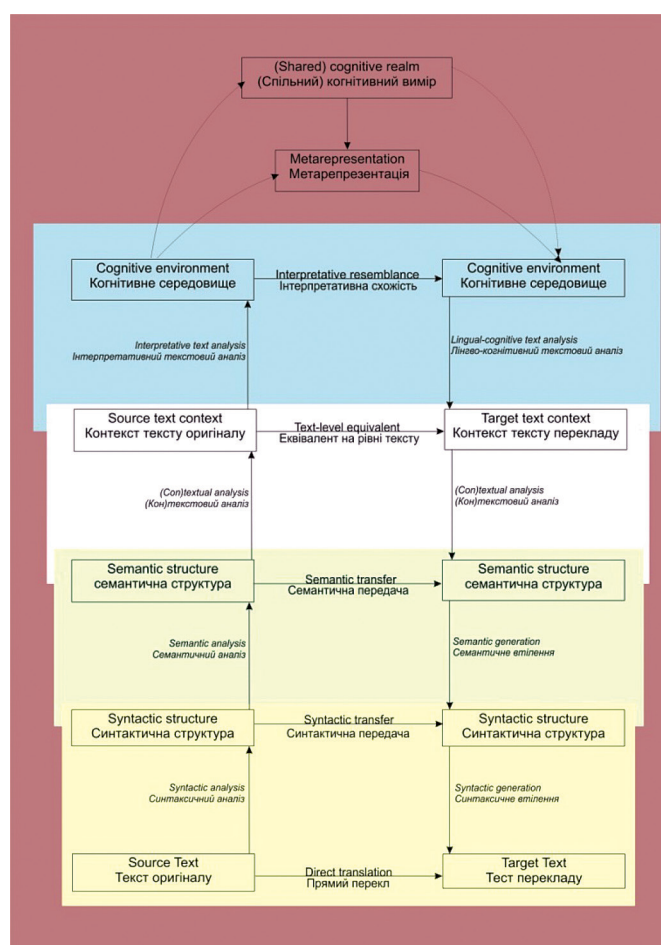 (Shared) cognitive realm
(Спільний) когнітивний вимір
Metarepresentation
Метарепрезентація
Cognitive environment
Когнітивне середовище
Interpretative resemblance
Інтерпретативна схожість
Cognitive environment
Когнітивне середовище
Interpretative text analysis
Інтерпретативний текстовий аналіз
Lingual-cognitive text analysis
Лінгво-когнітивний текстовий аналіз
Source text context
Контекст тексту оригіналу
Text-level equivalent
Еквівалент на рівні тексту
Target text context
Контекст тексту перекладу
(Con)textual analysis
(Кон)текстовий аналіз
(Con)textual analysis
(Кон)текстовий аналіз
Semantic structure
семантична структура
Semantic transfer
Семантична передача
Semantic structure
семантична структура
Semantic analysis
Семантичний аналіз
Semantic generation
Семантичне втілення
Syntactic structure
Синтактична структура
Syntactic transfer
Синтактична передача
Syntactic structure
Синтактична структура
Syntactic analysis
Синтаксичний аналіз
Syntactic generation
Синтаксичне втілення
Source Text
Текст оригіналу
Direct translation
Прямий перекл
Target Text
Тест перекладу